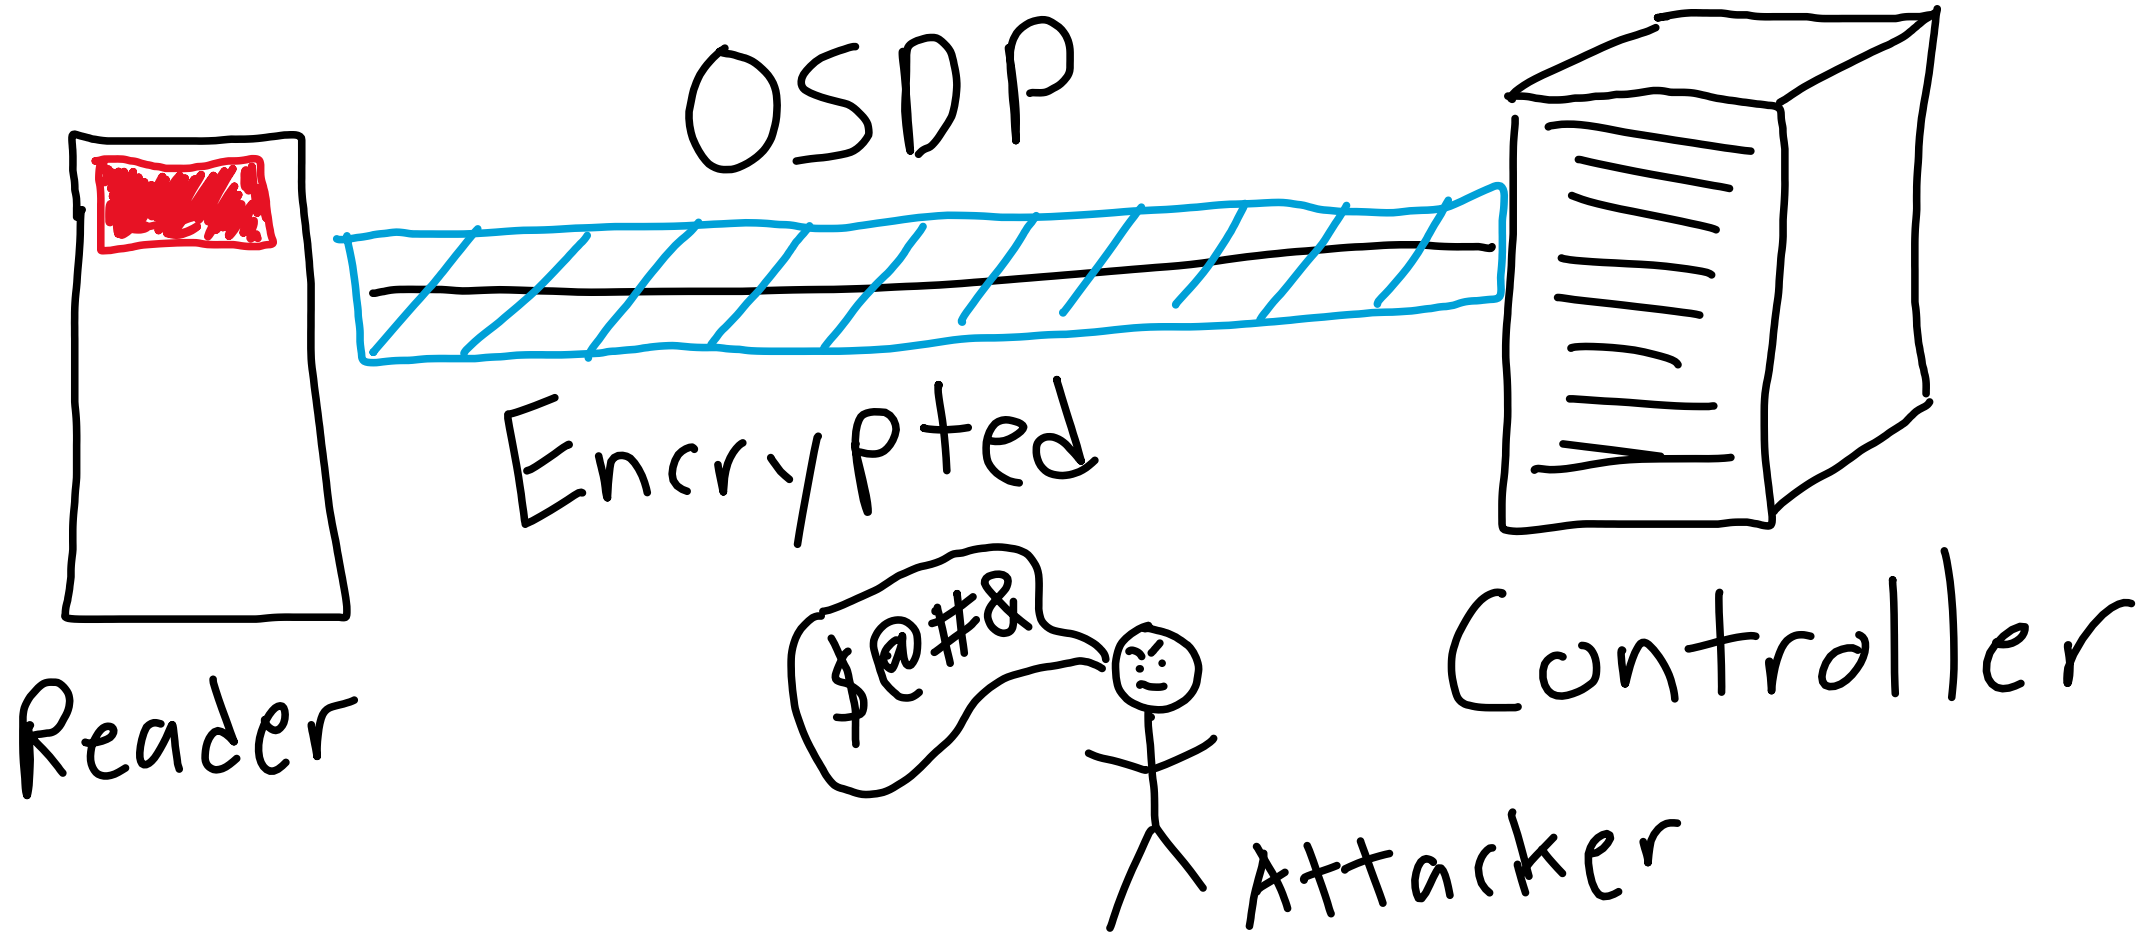 OSDP
Encrypted
$@#&
Reader
Controller
Attacker